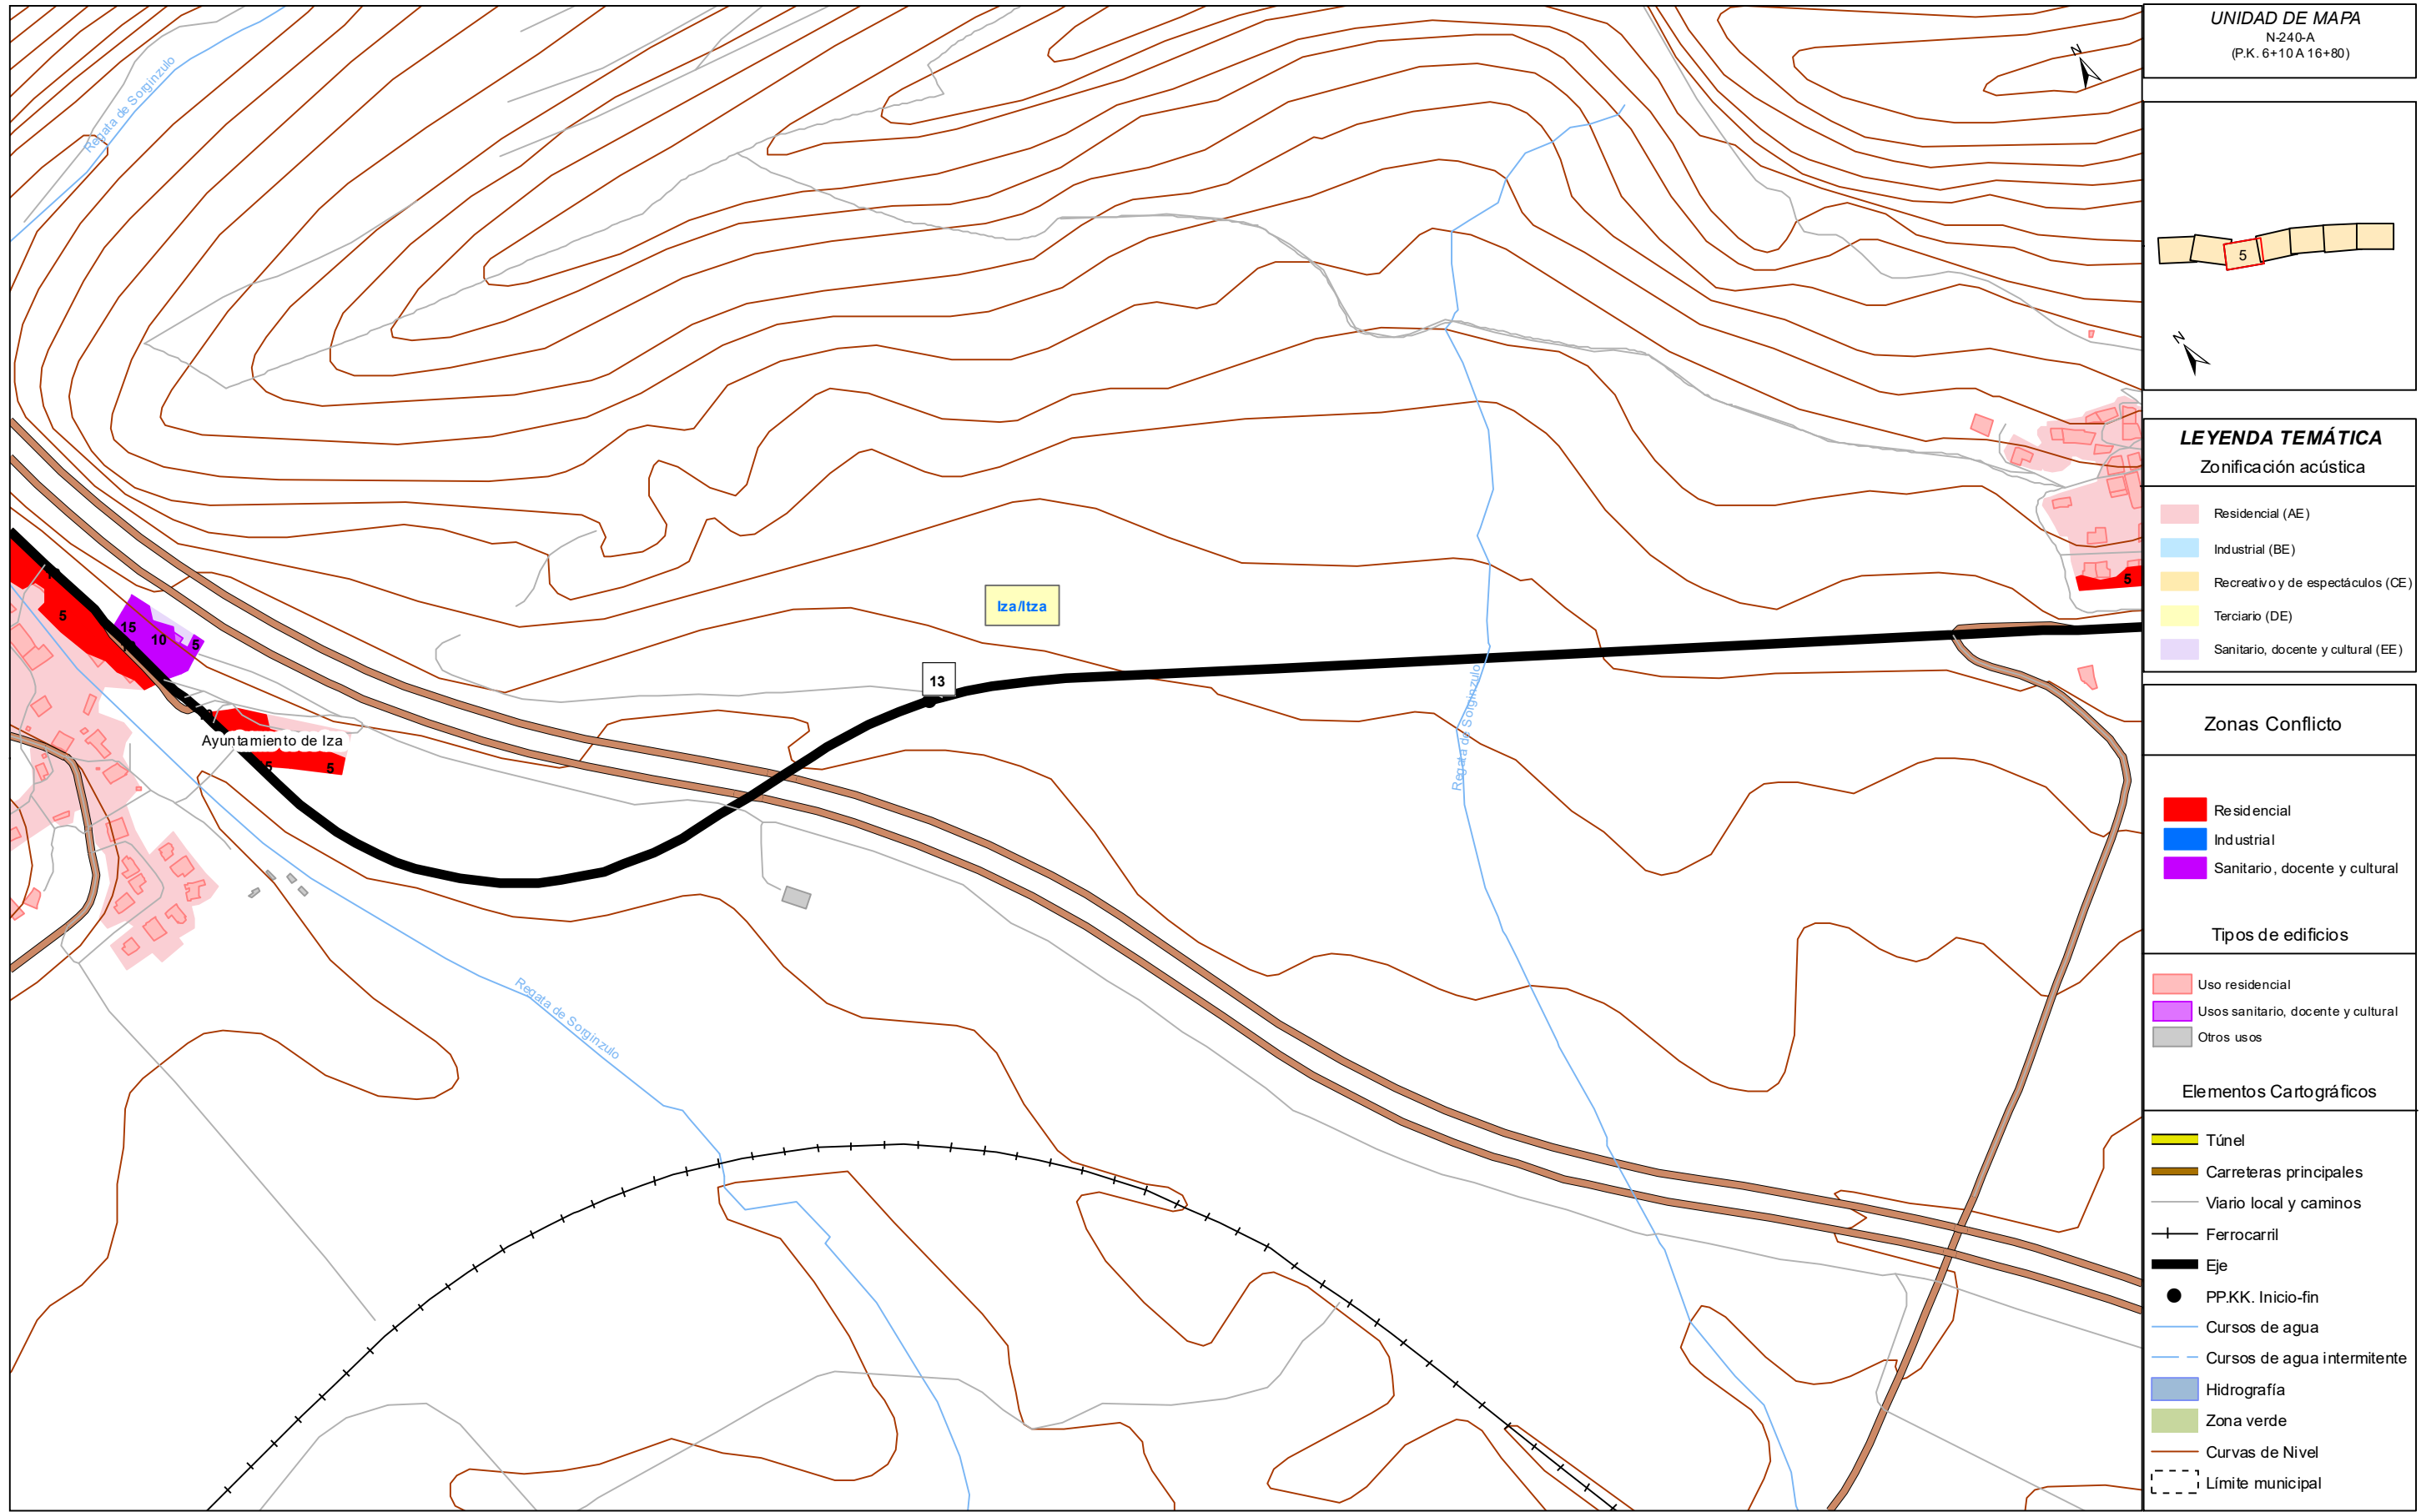 Regata de Sorginzulo
N
5
15
10
5
Iza/Itza
13
Ayuntamiento de Iza
5
5
5
Regata de Sorginzulo
Regata de Sorginzulo
UNIDAD DE MAPA
N-240-A
(P.K. 6+10 A 16+80)
5
N
LEYENDA TEMÁTICA
Zonificación acústica
Residencial (AE)
Industrial (BE)
Recreativo y de espectáculos (CE)
Terciario (DE)
Sanitario, docente y cultural (EE)
Zonas Conflicto
Residencial
Industrial
Sanitario, docente y cultural
Tipos de edificios
Uso residencial
Usos sanitario, docente y cultural
Otros usos
Elementos Cartográficos
Túnel
Carreteras principales
Viario local y caminos
Ferrocarril
Eje
PP.KK. Inicio-fin
Cursos de agua
Cursos de agua intermitente
Hidrografía
Zona verde
Curvas de Nivel
Límite municipal